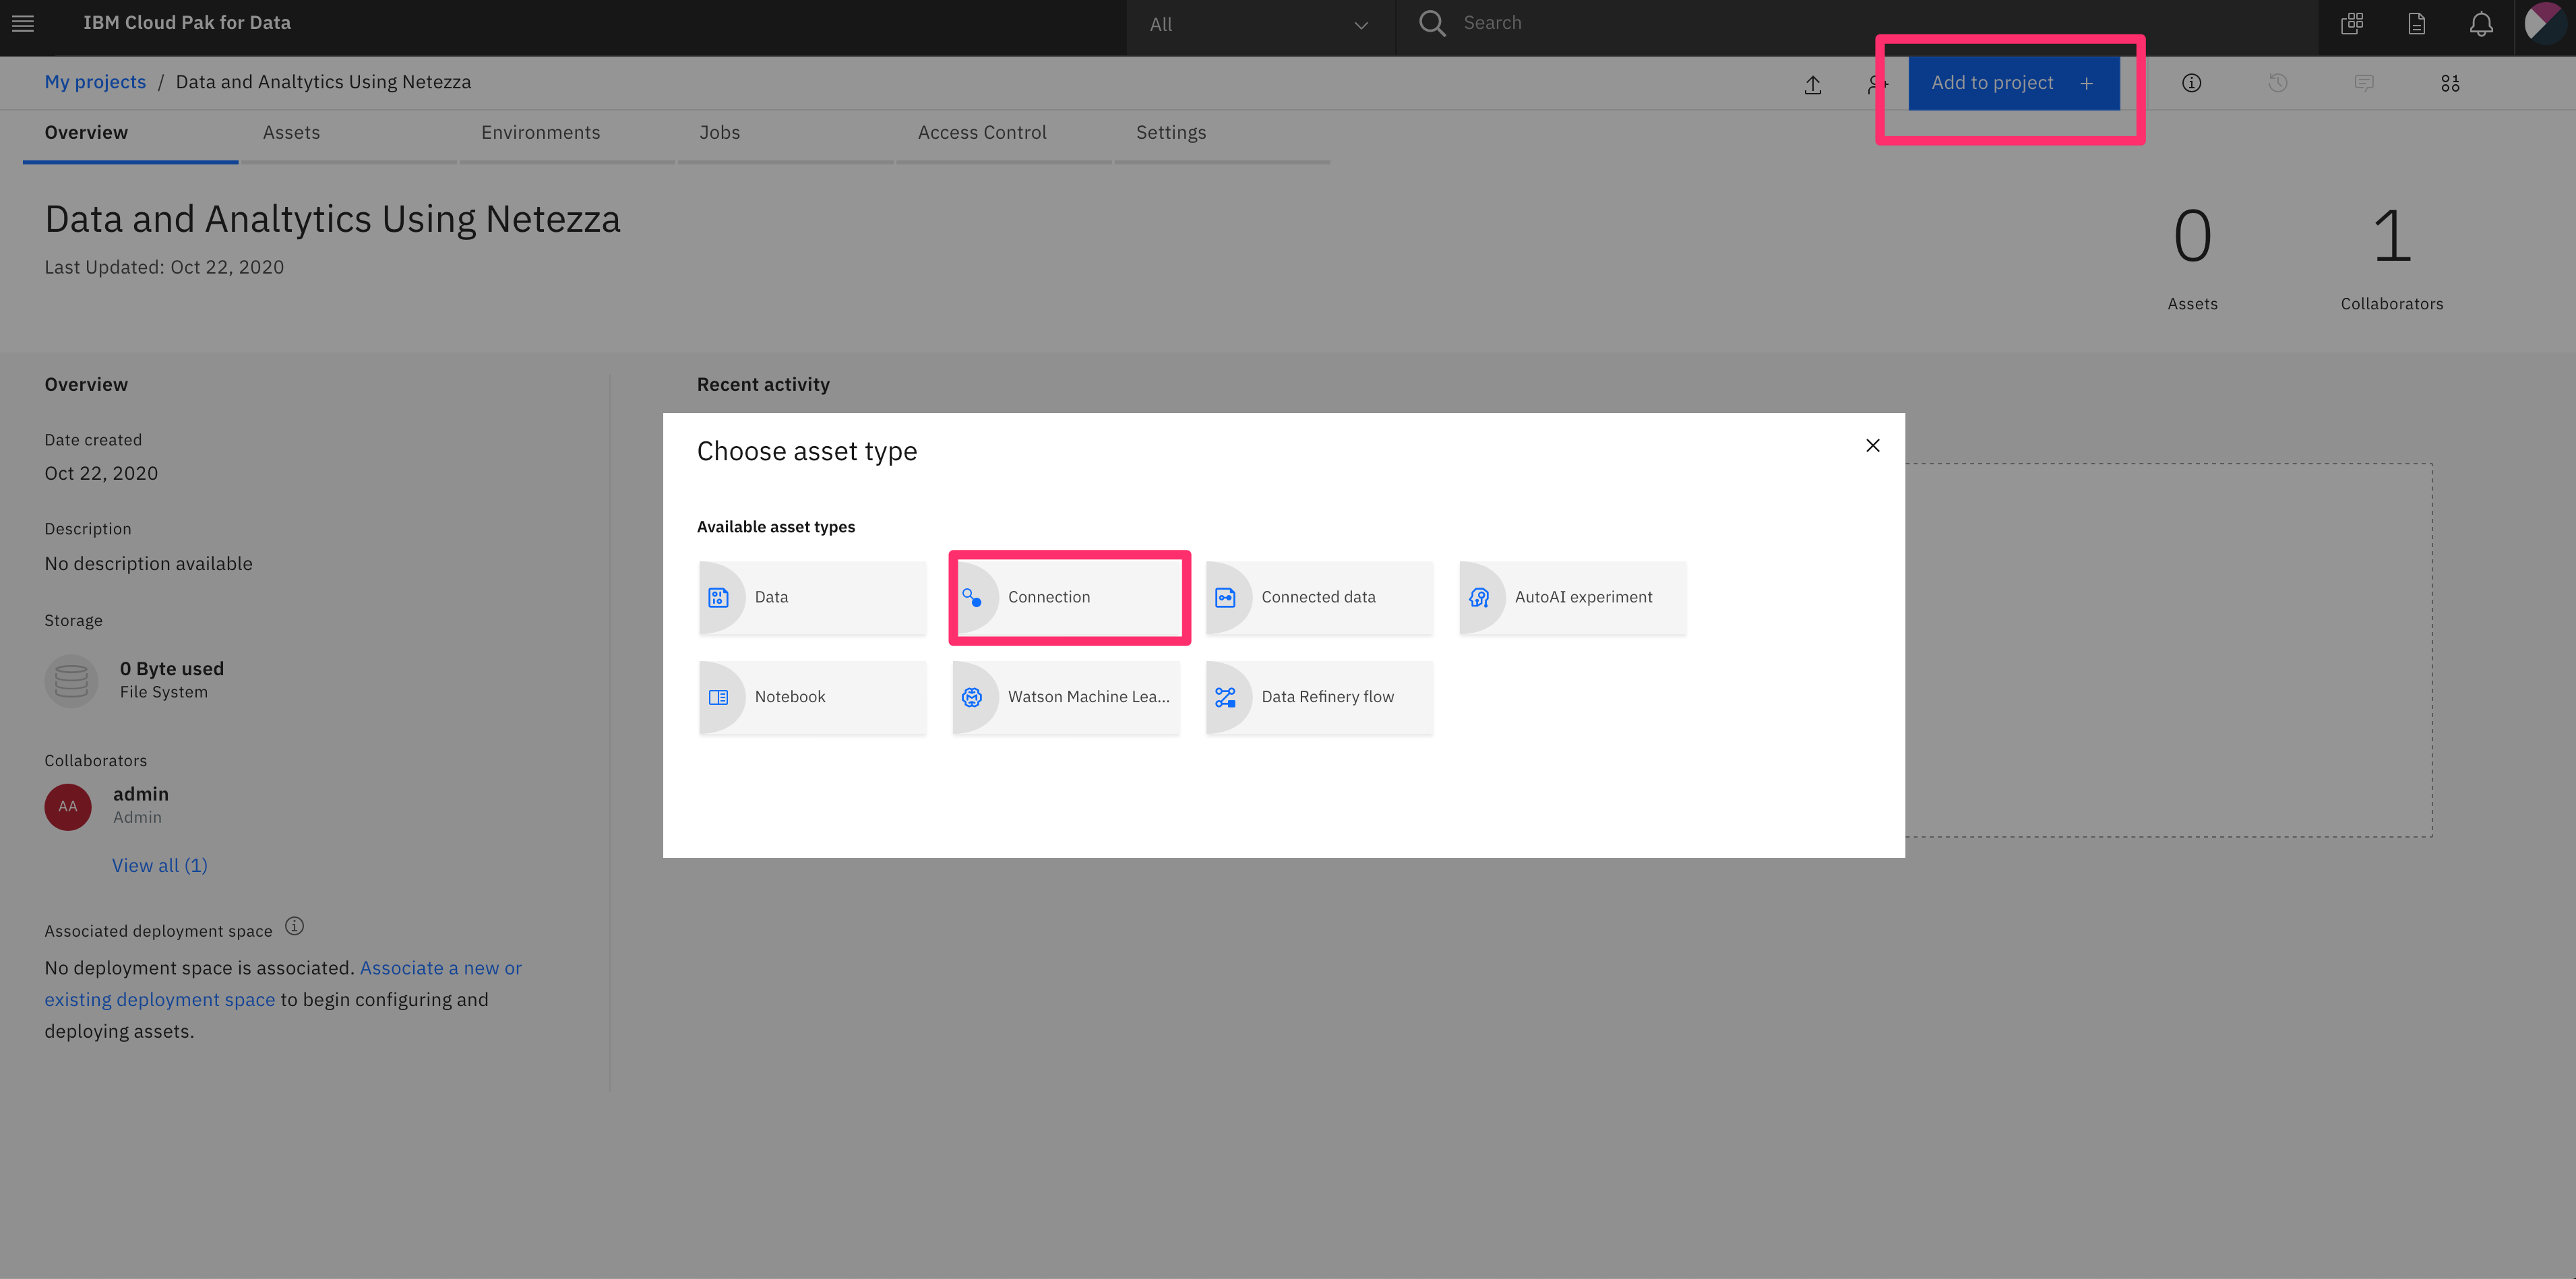 IBM Cloud Pak for Data
All
Search
My projects / Data and Analtytics Using Netezza
Add to project +
Overview
Assets
Environments
Jobs
Access Control
Settings
Data and Analtytics Using Netezza
Last Updated: Oct 22, 2020
0
Assets
1
Collaborators
Overview
Date created
Oct 22, 2020
Description
No description available
Storage
0 Byte used
File System
Collaborators
AA
admin
Admin
View all (1)
Associated deployment space
No deployment space is associated. Associate a new or
existing deployment space to begin configuring and
deploying assets.
Recent activity
Choose asset type
Available asset types
Data
Connection
Connected data
AutoAI experiment
Notebook
Watson Machine Lea...
Data Refinery flow